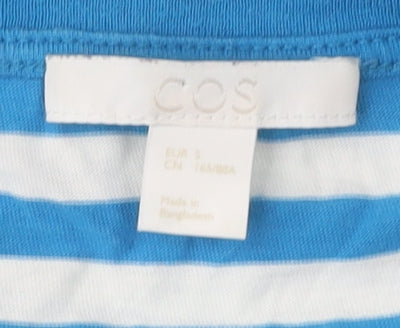 COS
EUR S
CN 165/88A
Made in
Bangladesh